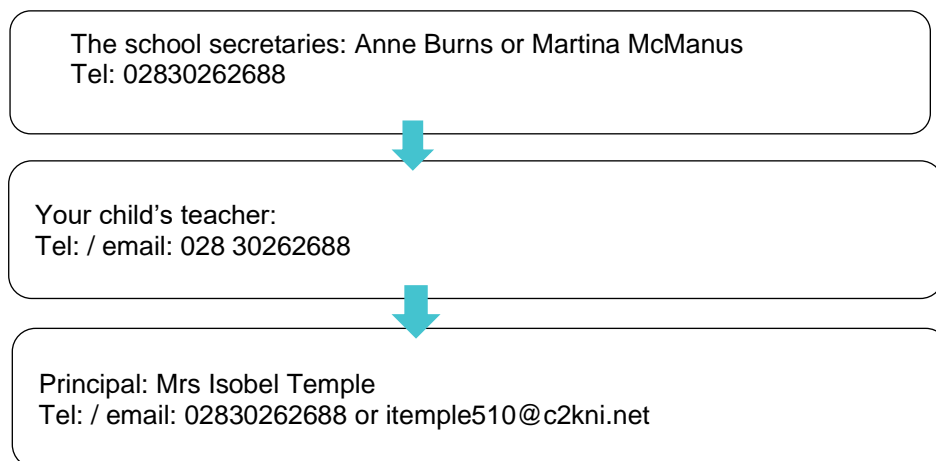 The school secretaries: Anne Burns or Martina McManus
Tel: 02830262688
Your child's teacher:
Tel: / email: 028 30262688
Principal: Mrs Isobel Temple
Tel: / email: 02830262688 or itemple510@c2kni.net